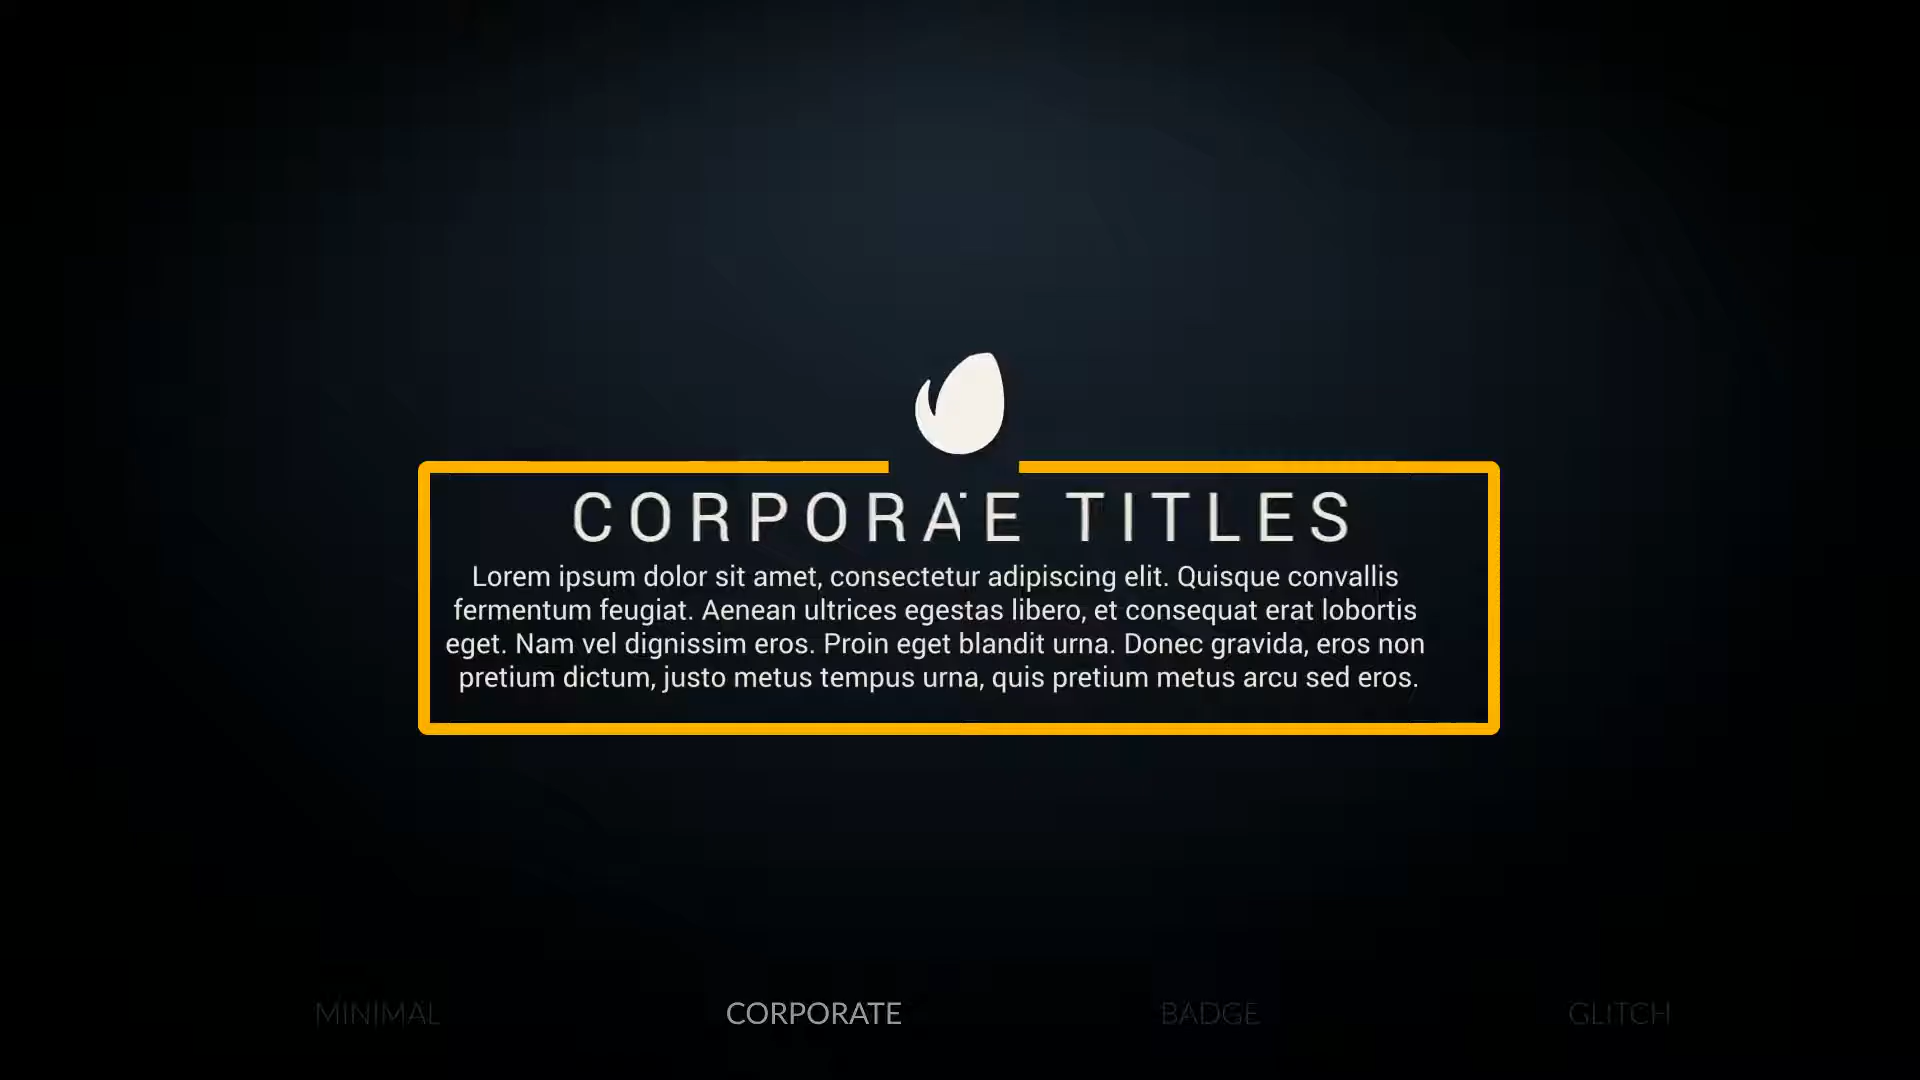 CORPORATE TITLES
Lorem ipsum dolor sit amet, consectetur adipiscing elit. Quisque convallis
fermentum feugiat. Aenean ultrices egestas libero, et consequat erat lobortis
eget. Nam vel dignissim eros. Proin eget blandit urna. Donec gravida, eros non
pretium dictum, justo metus tempus urna, quis pretium metus arcu sed eros.
MINIMAL CORPORATE BADGE GLITCH